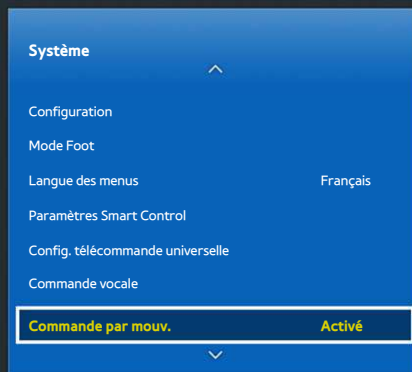 Système
Configuration
Mode Foot
Langue des menus Français
Paramètres Smart Control
Config. télécommande universelle
Commande vocale
Commande par mouv. Activé